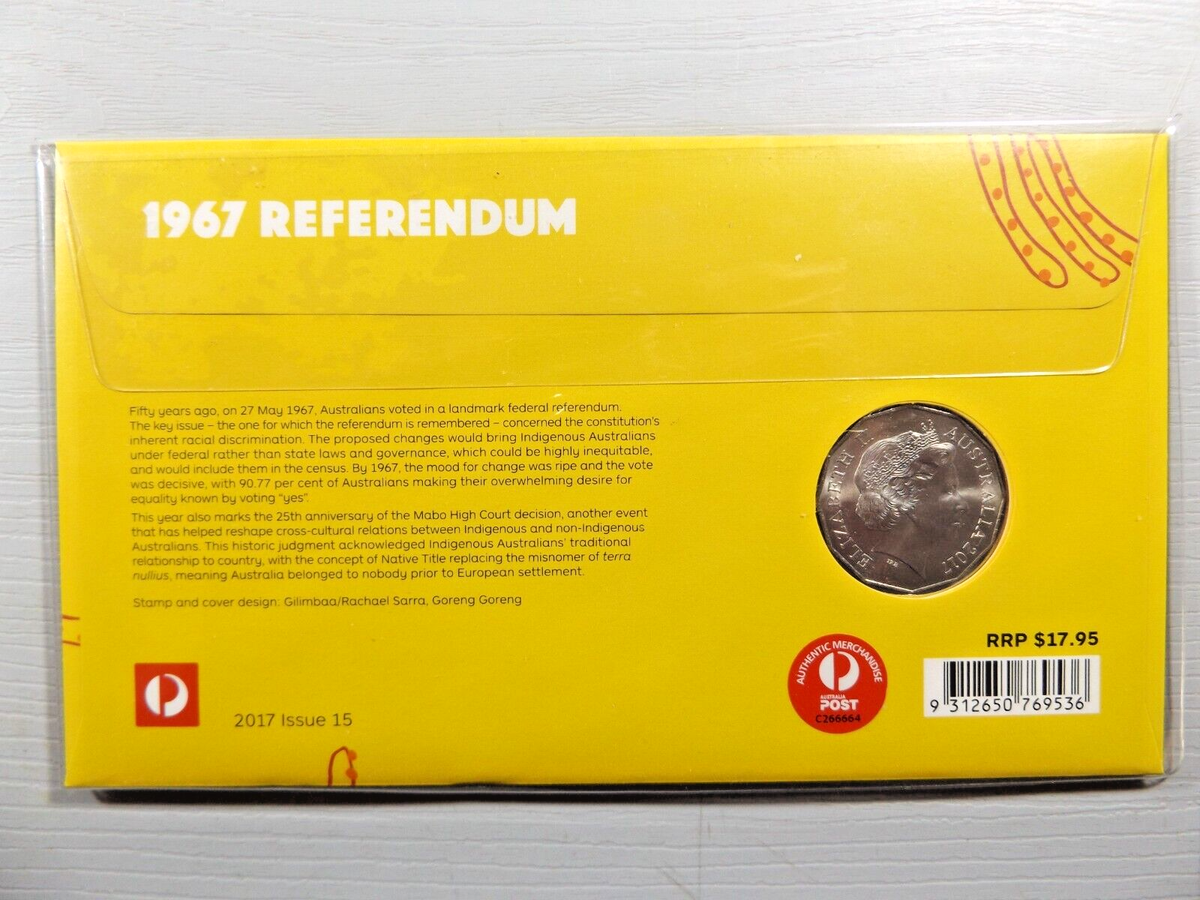 1967 REFERENDUM
Fifty years ago, on 27 May 1967, Australians voted in a landmark federal referendum.
The key issue – the one for which the referendum is remembered – concerned the constitution's
inherent racial discrimination. The proposed changes would bring Indigenous Australians
under federal rather than state laws and governance, which could be highly inequitable,
and would include them in the census. By 1967, the mood for change was ripe and the vote
was decisive, with 90.77 per cent of Australians making their overwhelming desire for
equality known by voting "yes".
This year also marks the 25th anniversary of the Mabo High Court decision, another event
that has helped reshape cross-cultural relations between Indigenous and non-Indigenous
Australians. This historic judgment acknowledged Indigenous Australians' traditional
relationship to country, with the concept of Native Title replacing the misnomer of terra
nullius, meaning Australia belonged to nobody prior to European settlement.
Stamp and cover design: Gilimbaa/Rachael Sarra, Goreng Goreng
2017 Issue 15
ELIZABETH II AUSTRALIA 2017
IRB
AUTHENTIC MERCHANDISE
AUSTRALIA
POST
C266664
RRP $17.95
9 312650 769536